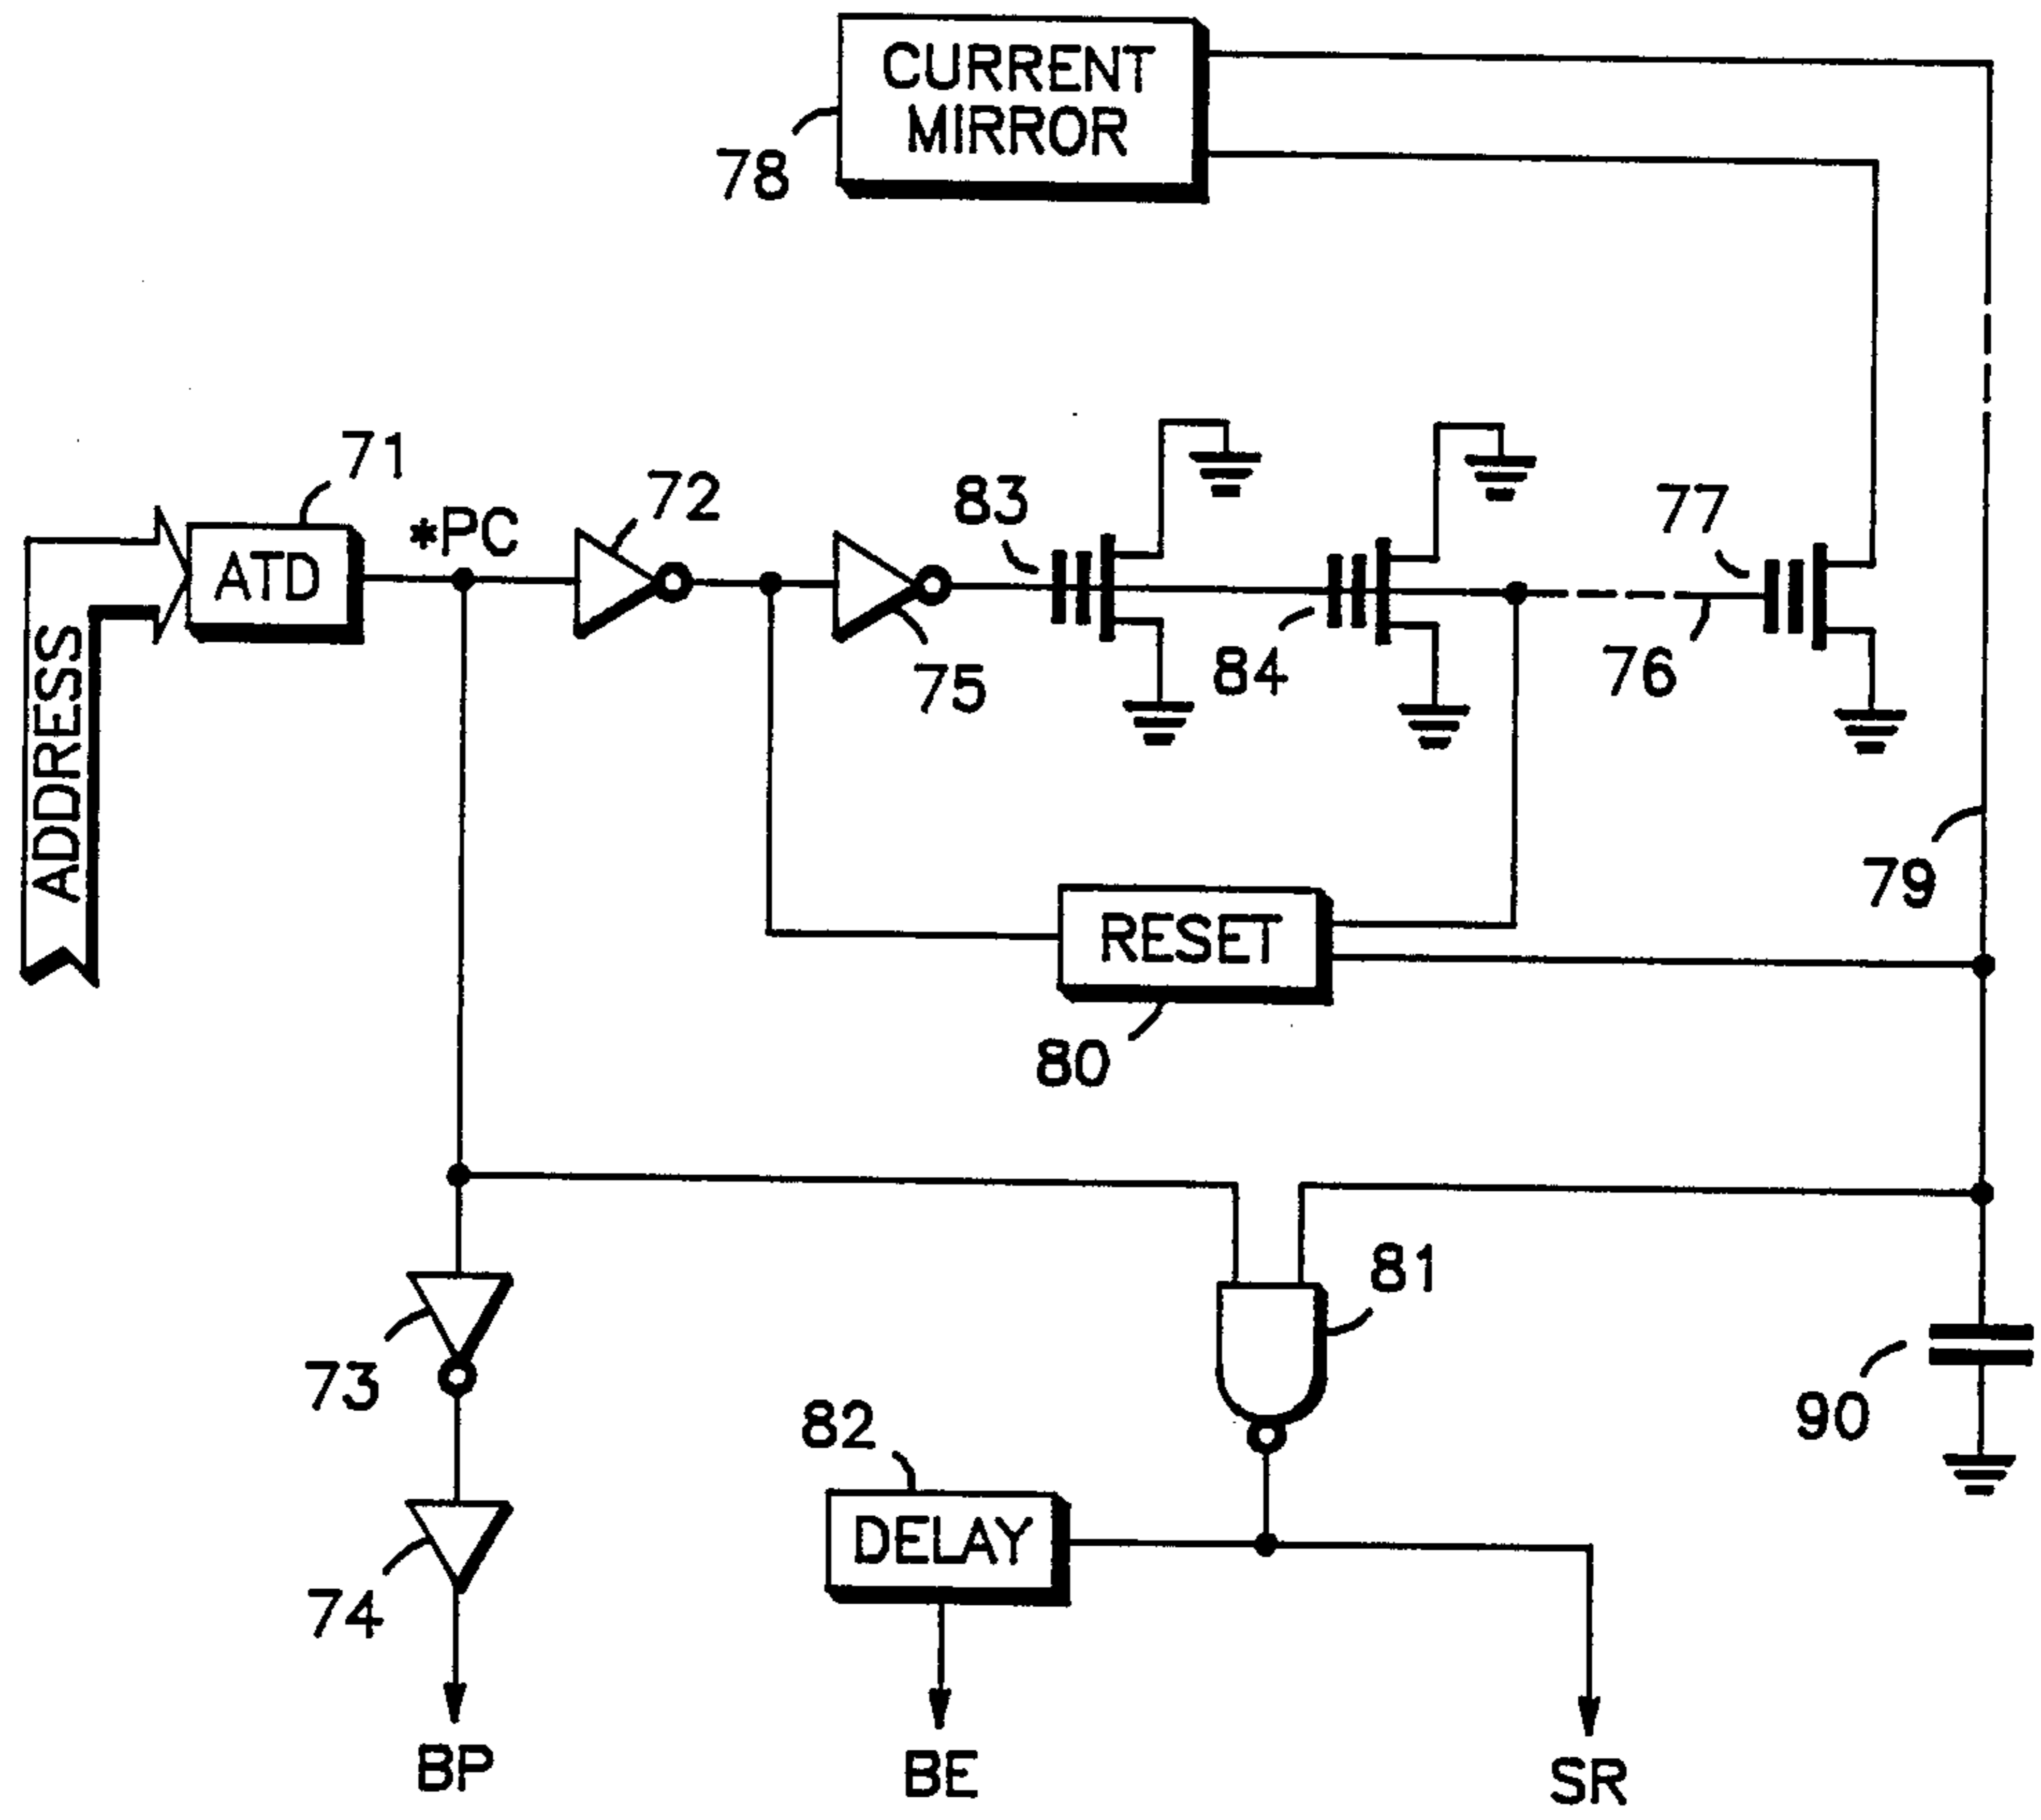 CURRENT
MIRROR
78
71
*PC
72
83
77
ATD
ADDRESS
75
84
76
79
RESET
80
81
73
82
90
DELAY
74
BP
BE
SR